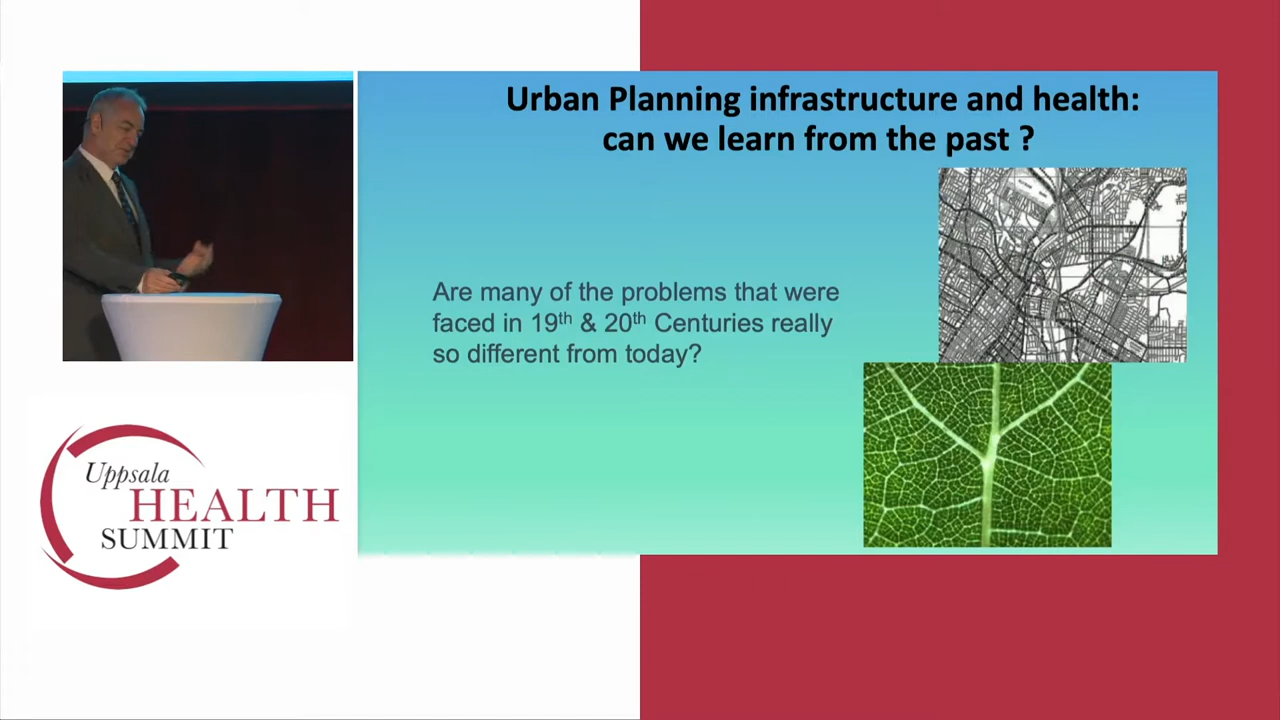 Urban Planning infrastructure and health:
can we learn from the past ?
Are many of the problems that were
faced in 19th & 20th Centuries really
so different from today?
Uppsala
HEALTH
SUMMIT